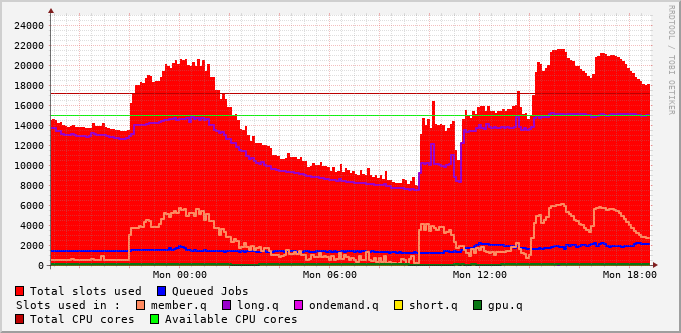 RRDTOOL / TOBI OETIKER
24000
22000
20000
18000
16000
14000
12000
10000
8000
6000
4000
2000
0
Mon 00:00 Mon 06:00 Mon 12:00 Mon 18:00
Total slots used Queued Jobs
Slots used in : member.q long.q ondemand.q short.q gpu.q
Total CPU cores Available CPU cores